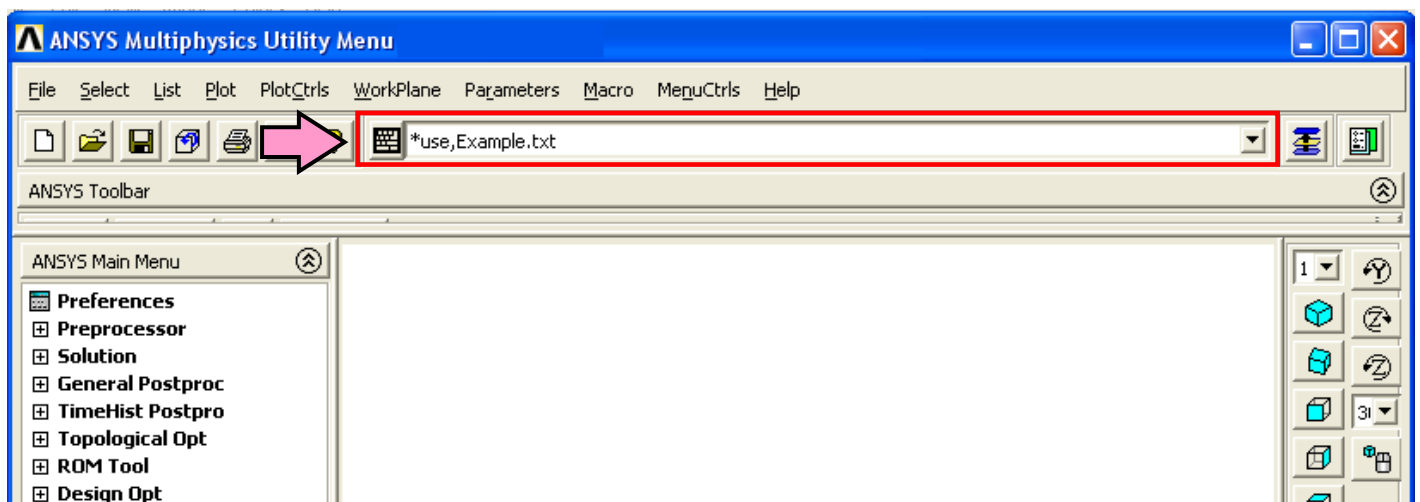 ANSYS Multiphysics Utility Menu
File Select List Plot PlotCtrls WorkPlane Parameters Macro MenuCtrls Help
*use,Example.txt
ANSYS Toolbar
ANSYS Main Menu
Preferences
Preprocessor
Solution
General Postproc
TimeHist Postpro
Topological Opt
ROM Tool
Design Opt
1
Y
Z
Z